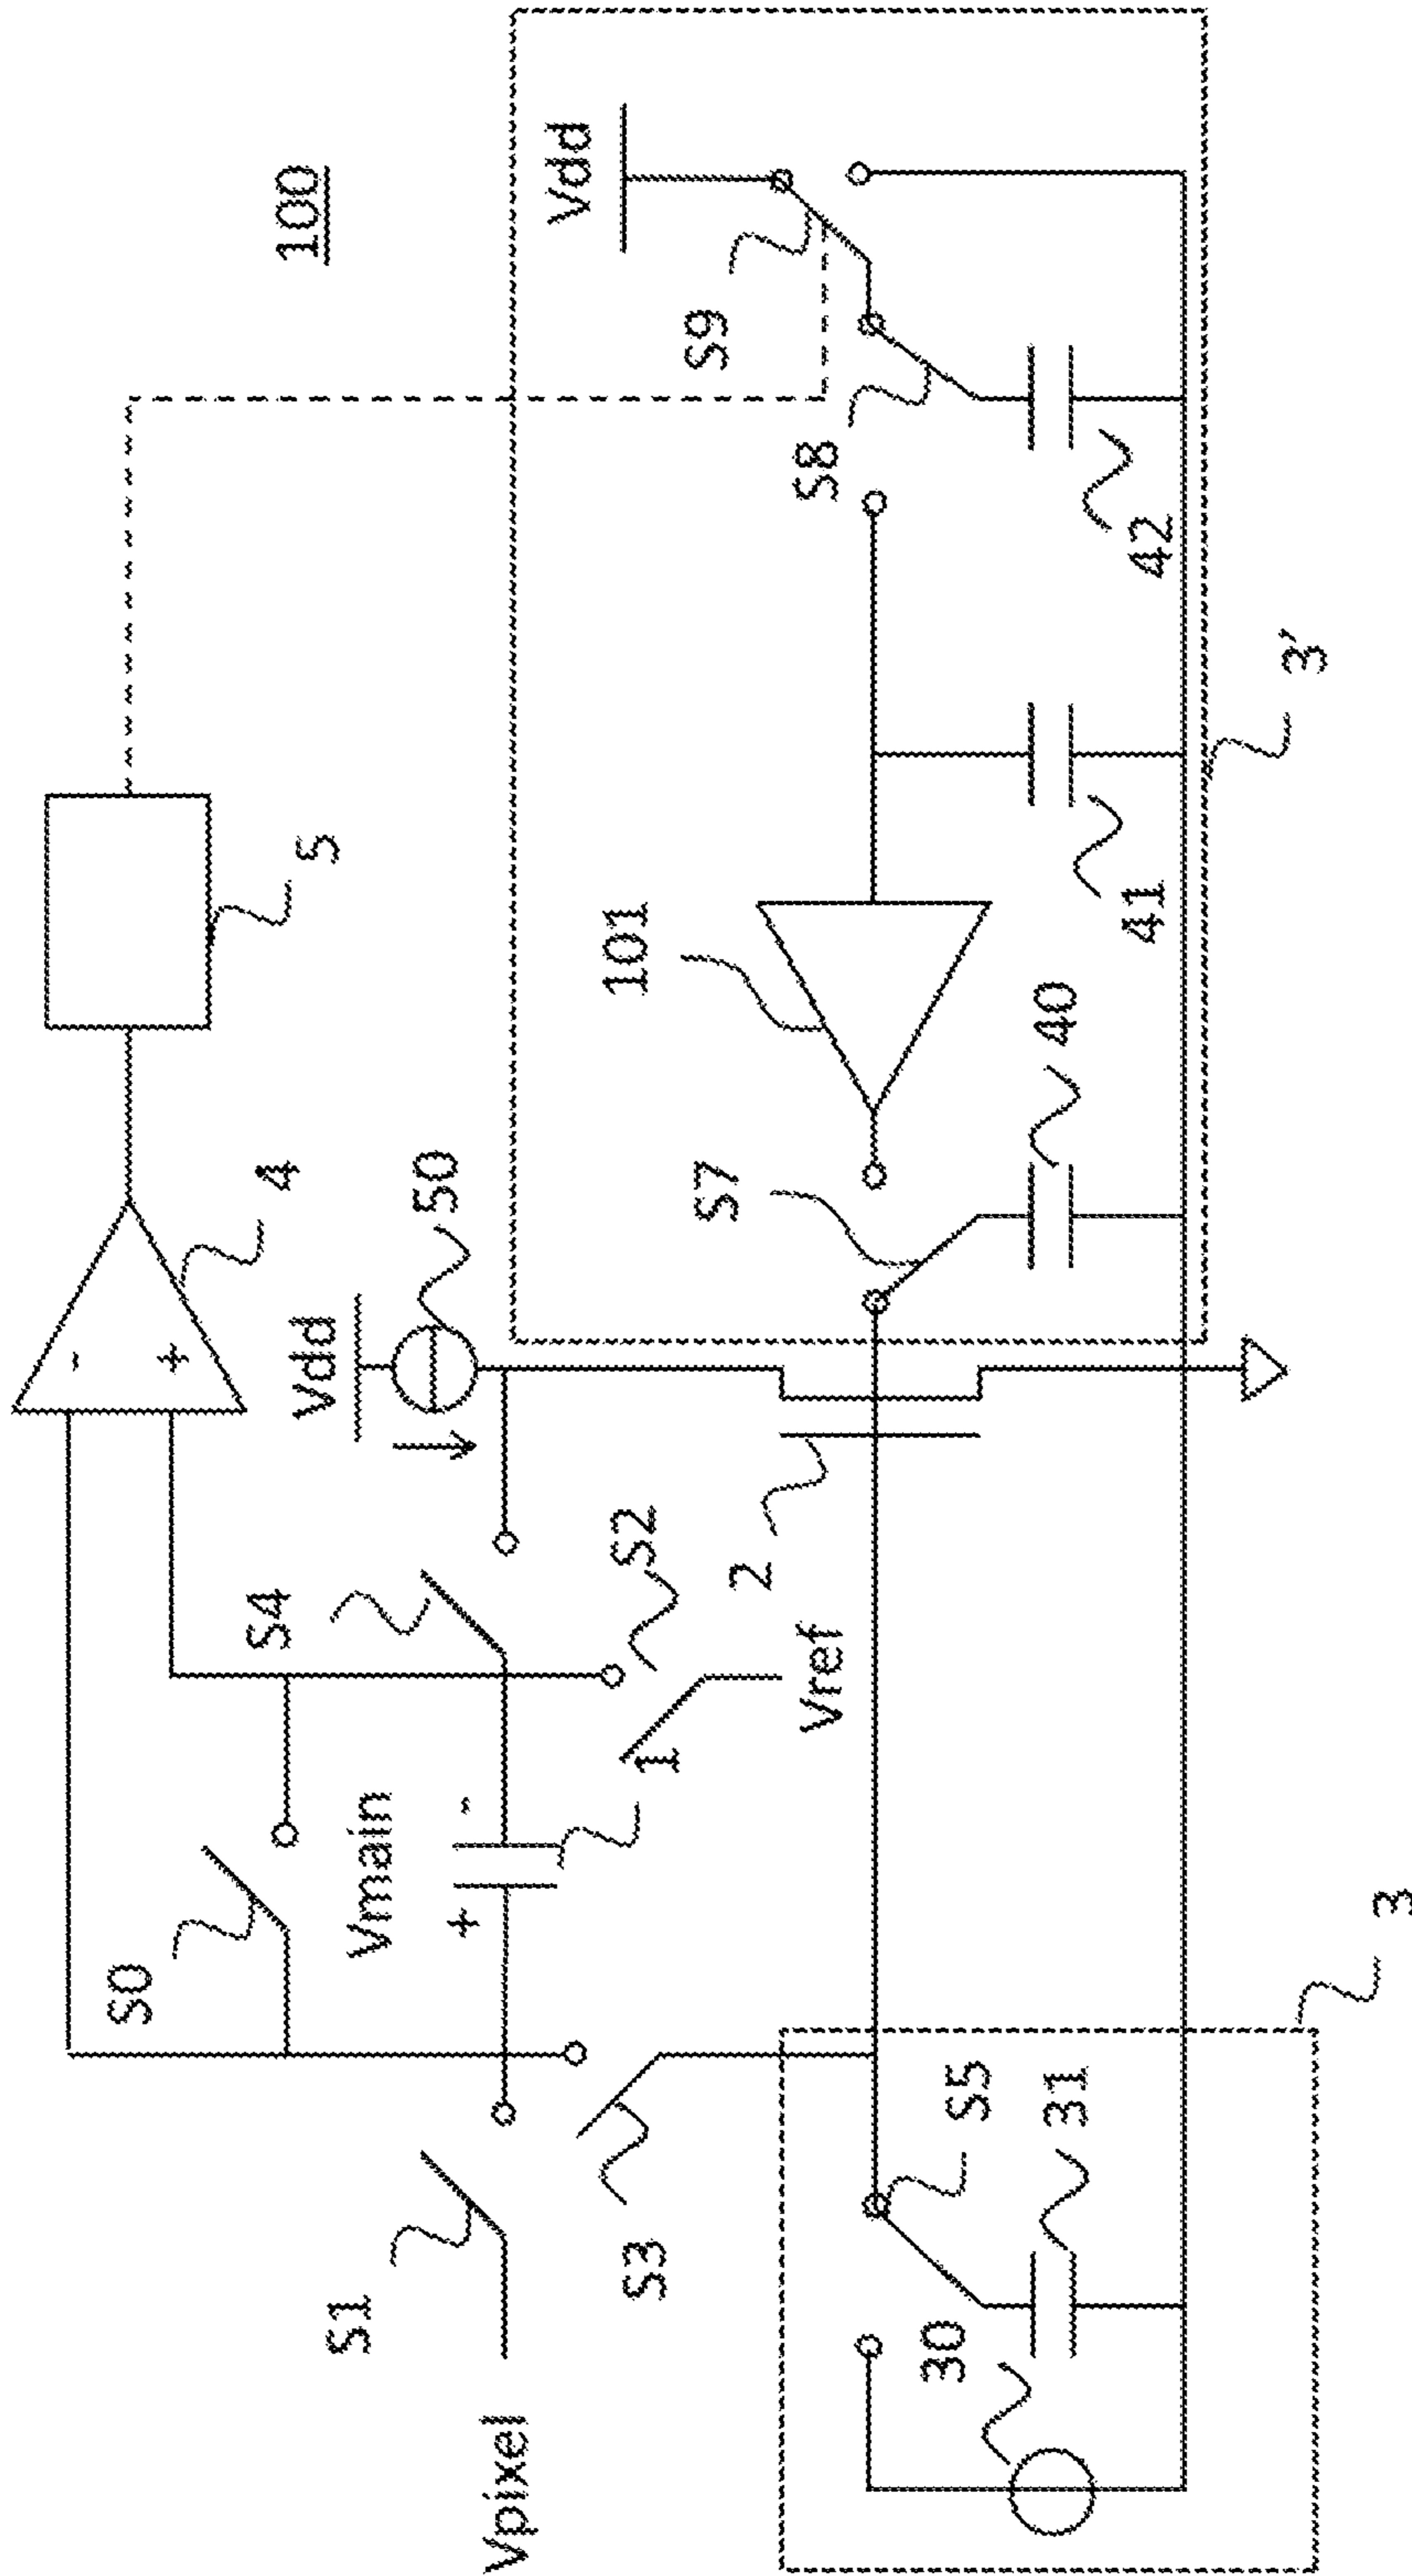 100
5
4
Vdd
50
S4
S0
Vmain
+
-
1
S2
Vref
2
S1
Vpixel
S3
-
+
Vdd
S9
S8
42
41
101
40
S7
3'
S5
31
30
3